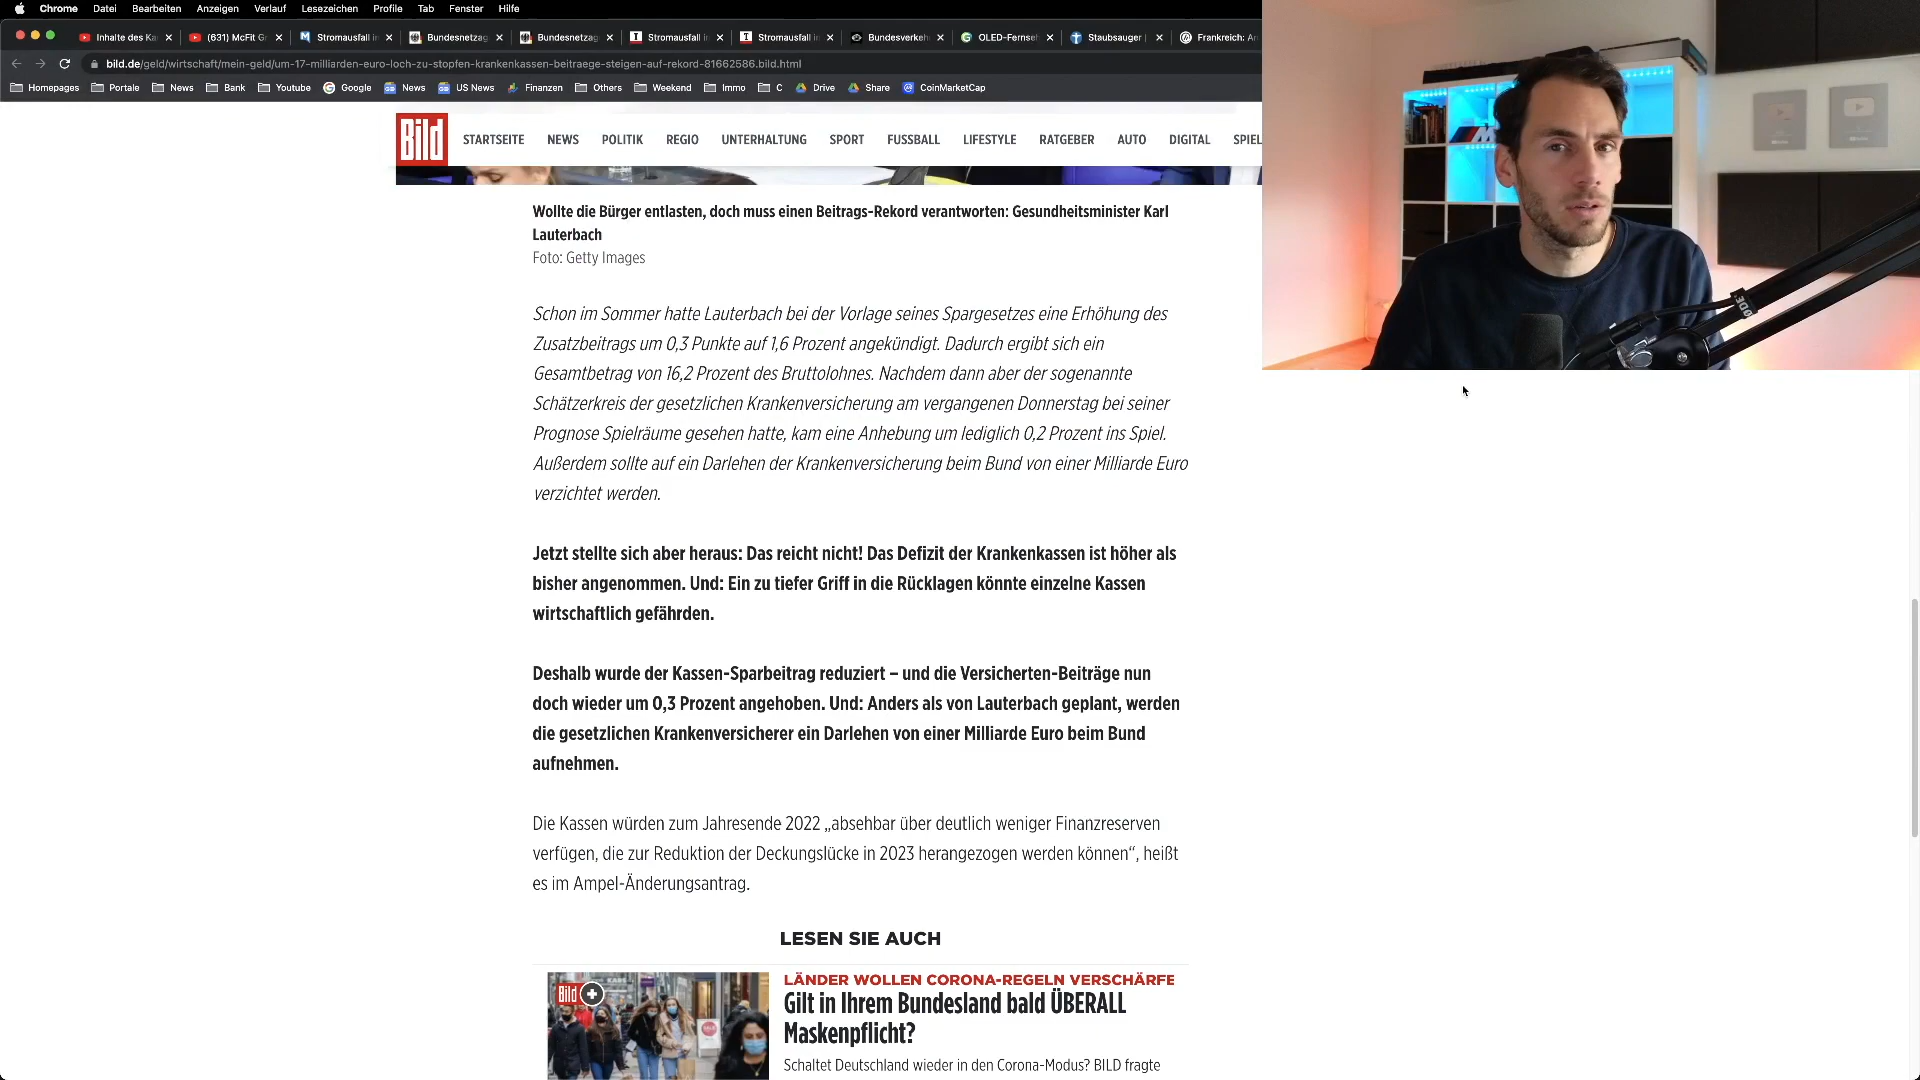 Chrome Datei Bearbeiten Anzeigen Verlauf Lesezeichen Profile Tab Fenster Hilfe
Inhalte des Ka (631) McFit G Stromausfall i Bundesnetzag Bundesnetzag Stromausfall i Stromausfall i Bundesverkeh OLED-Fernseh Staubsauger | Frankreich: A
bild.de/geld/wirtschaft/mein-geld/um-17-milliarden-euro-loch-zu-stopfen-krankenkassen-beitraege-steigen-auf-rekord-81662586.bild.html
Homepages Portale News Bank Youtube Google News US News Finanzen Others Weekend Immo C Drive Share CoinMarketCap
Bild STARTSEITE NEWS POLITIK REGIO UNTERHALTUNG SPORT FUSSBALL LIFESTYLE RATGEBER AUTO DIGITAL SPIEL
Wollte die Bürger entlasten, doch muss einen Beitrags-Rekord verantworten: Gesundheitsminister Karl
Lauterbach
Foto: Getty Images
Schon im Sommer hatte Lauterbach bei der Vorlage seines Spargesetzes eine Erhöhung des
Zusatzbeitrags um 0,3 Punkte auf 1,6 Prozent angekündigt. Dadurch ergibt sich ein
Gesamtbetrag von 16,2 Prozent des Bruttolohnes. Nachdem dann aber der sogenannte
Schätzerkreis der gesetzlichen Krankenversicherung am vergangenen Donnerstag bei seiner
Prognose Spielräume gesehen hatte, kam eine Anhebung um lediglich 0,2 Prozent ins Spiel.
Außerdem sollte auf ein Darlehen der Krankenversicherung beim Bund von einer Milliarde Euro
verzichtet werden.
Jetzt stellte sich aber heraus: Das reicht nicht! Das Defizit der Krankenkassen ist höher als
bisher angenommen. Und: Ein zu tiefer Griff in die Rücklagen könnte einzelne Kassen
wirtschaftlich gefährden.
Deshalb wurde der Kassen-Sparbeitrag reduziert – und die Versicherten-Beiträge nun
doch wieder um 0,3 Prozent angehoben. Und: Anders als von Lauterbach geplant, werden
die gesetzlichen Krankenversicherer ein Darlehen von einer Milliarde Euro beim Bund
aufnehmen.
Die Kassen würden zum Jahresende 2022 „absehbar über deutlich weniger Finanzreserven
verfügen, die zur Reduktion der Deckungslücke in 2023 herangezogen werden können“, heißt
es im Ampel-Änderungsantrag.
LESEN SIE AUCH
Bild
LÄNDER WOLLEN CORONA-REGELN VERSCHÄRFE
Gilt in Ihrem Bundesland bald ÜBERALL
Maskenpflicht?
Schaltet Deutschland wieder in den Corona-Modus? BILD fragte